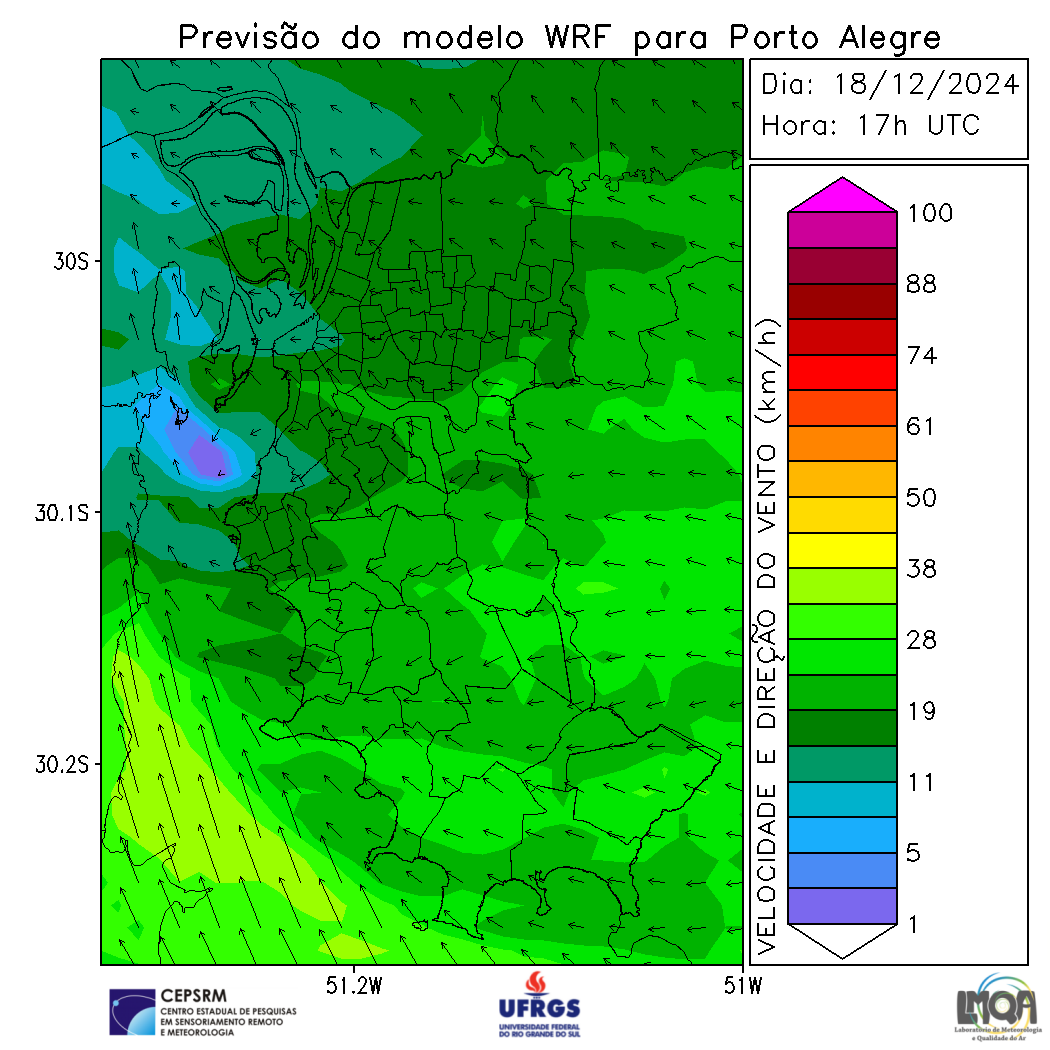 Previsão do modelo WRF para Porto Alegre
Dia: 18/12/2024
Hora: 17h UTC
30S
30.1S
30.2S
51.2W
51W
VELOCIDADE E DIREÇÃO DO VENTO (km/h)
100
88
74
61
50
38
28
19
11
5
1
CEPSRM
CENTRO ESTADUAL DE PESQUISAS
EM SENSORIAMENTO REMOTO
E METEOROLOGIA
UFRGS
UNIVERSIDADE FEDERAL
DO RIO GRANDE DO SUL
LMQA
Laboratório de Meteorologia
e Qualidade do Ar